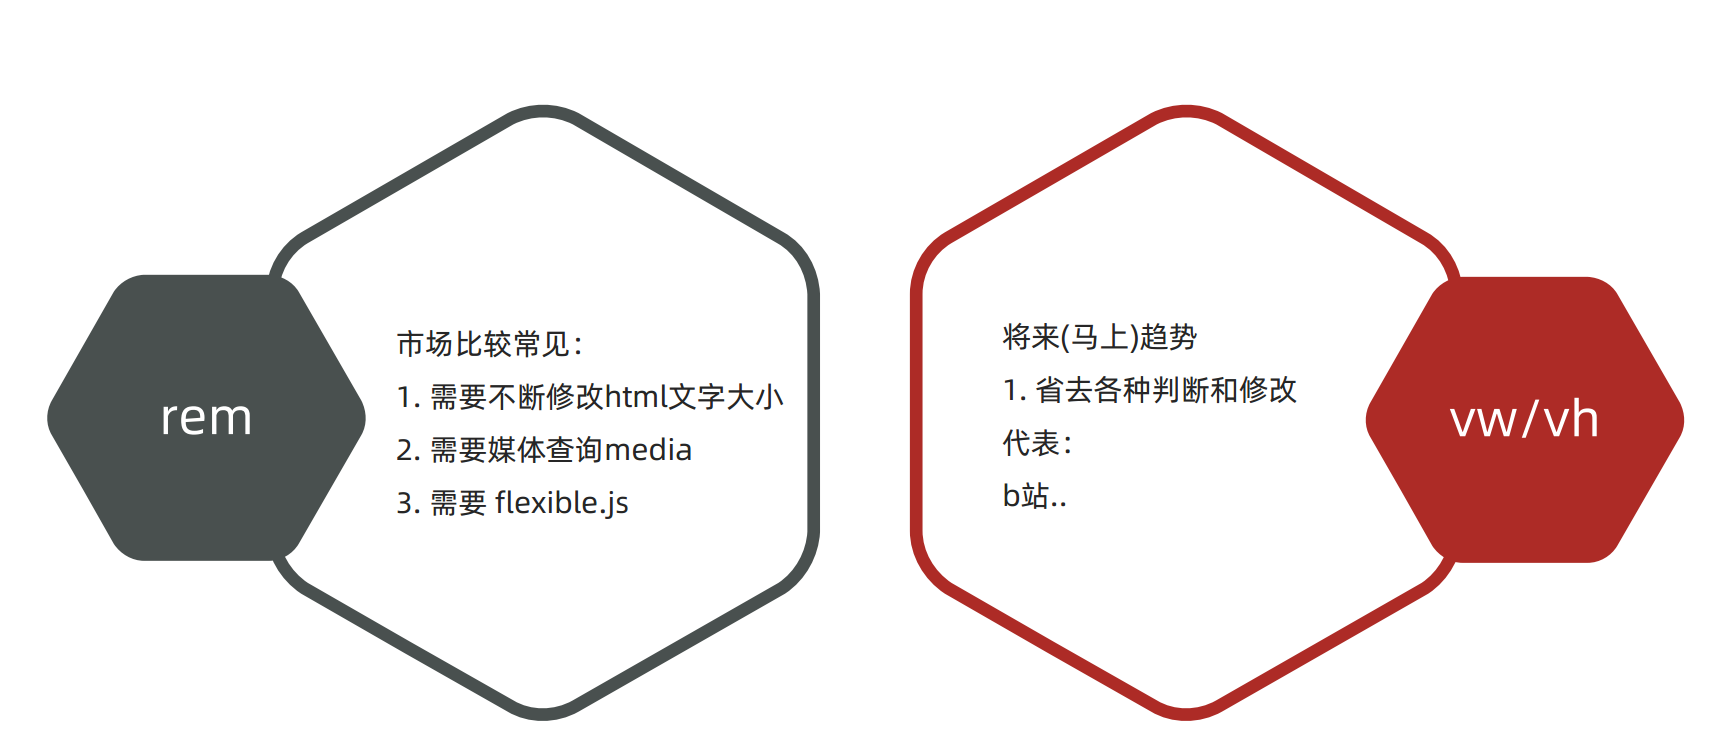 rem
市场比较常见：
1. 需要不断修改html文字大小
2. 需要媒体查询media
3. 需要 flexible.js
将来(马上)趋势
1. 省去各种判断和修改
代表：
b站..
vw/vh